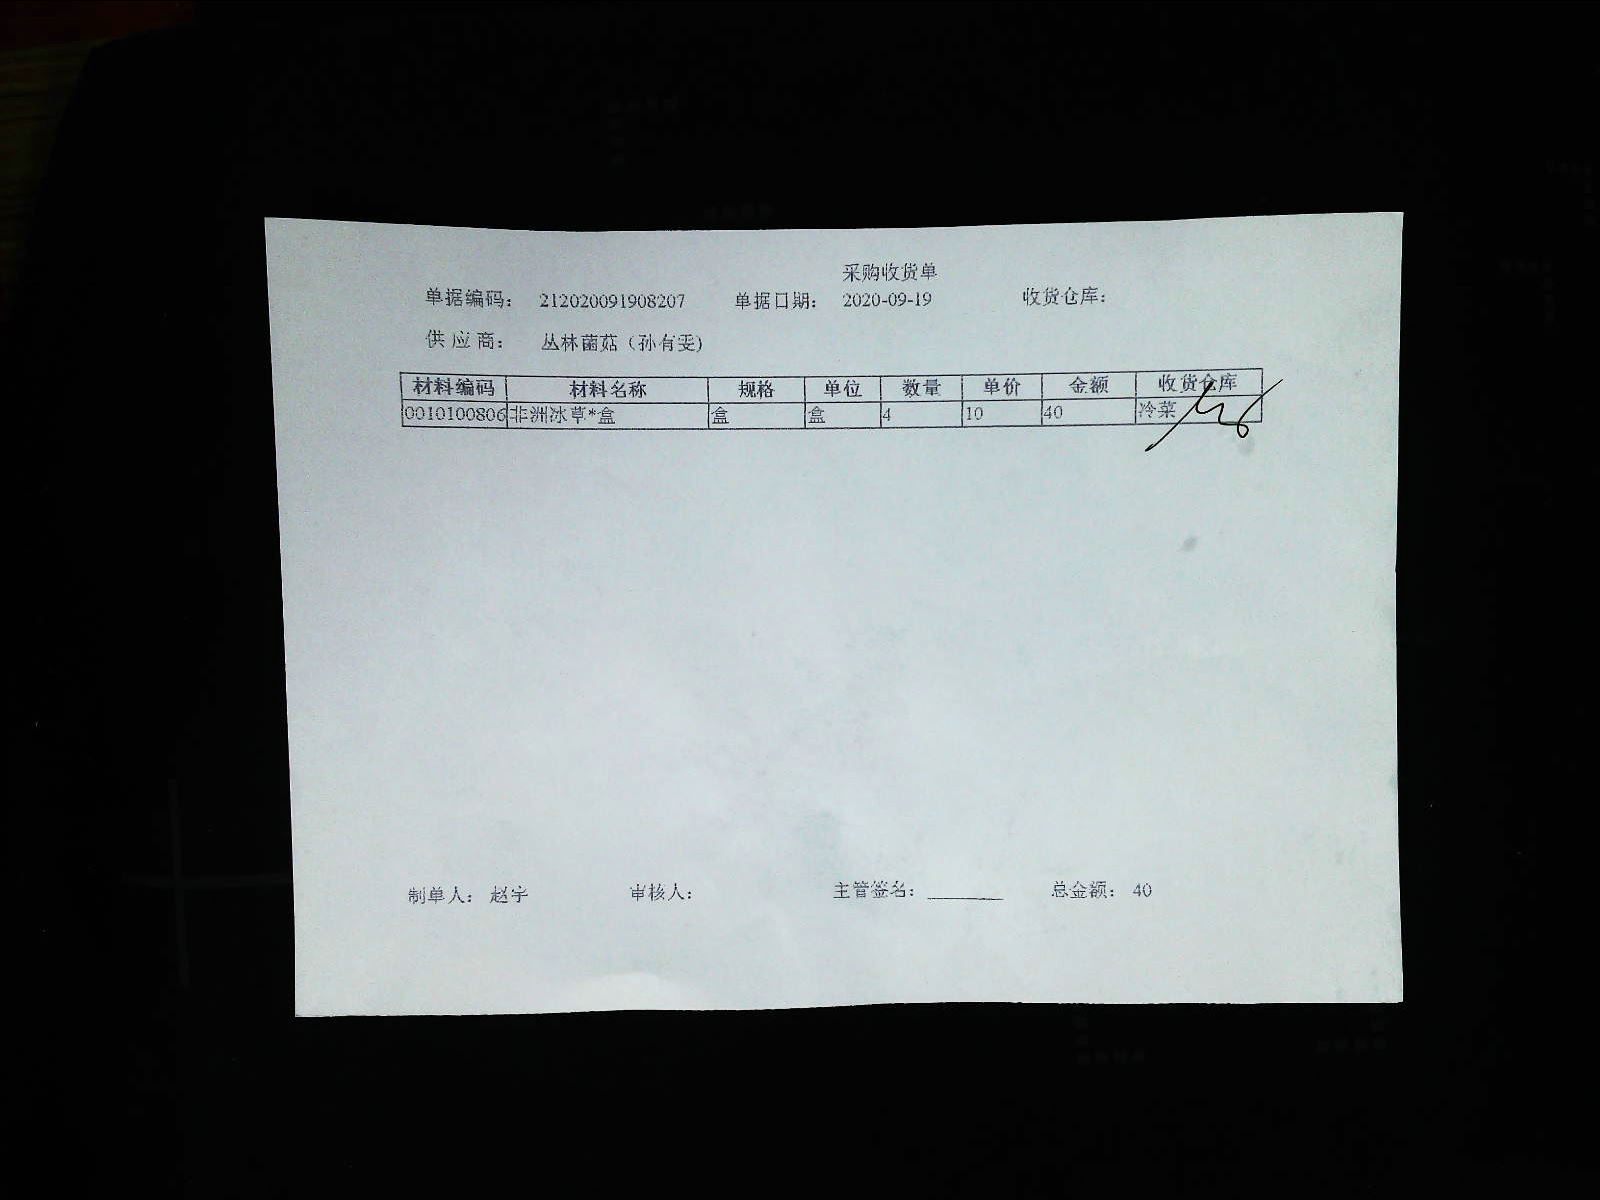 采购收货单
单据编码： 212020091908207 单据日期： 2020-09-19 收货仓库：
供应商： 丛林菌菇（孙有雯）
材料编码 材料名称 规格 单位 数量 单价 金额 收货仓库
0010100806 非洲冰草*盒 盒 盒 4 10 40 冷菜
制单人： 赵宇 审核人： 主管签名： 总金额： 40